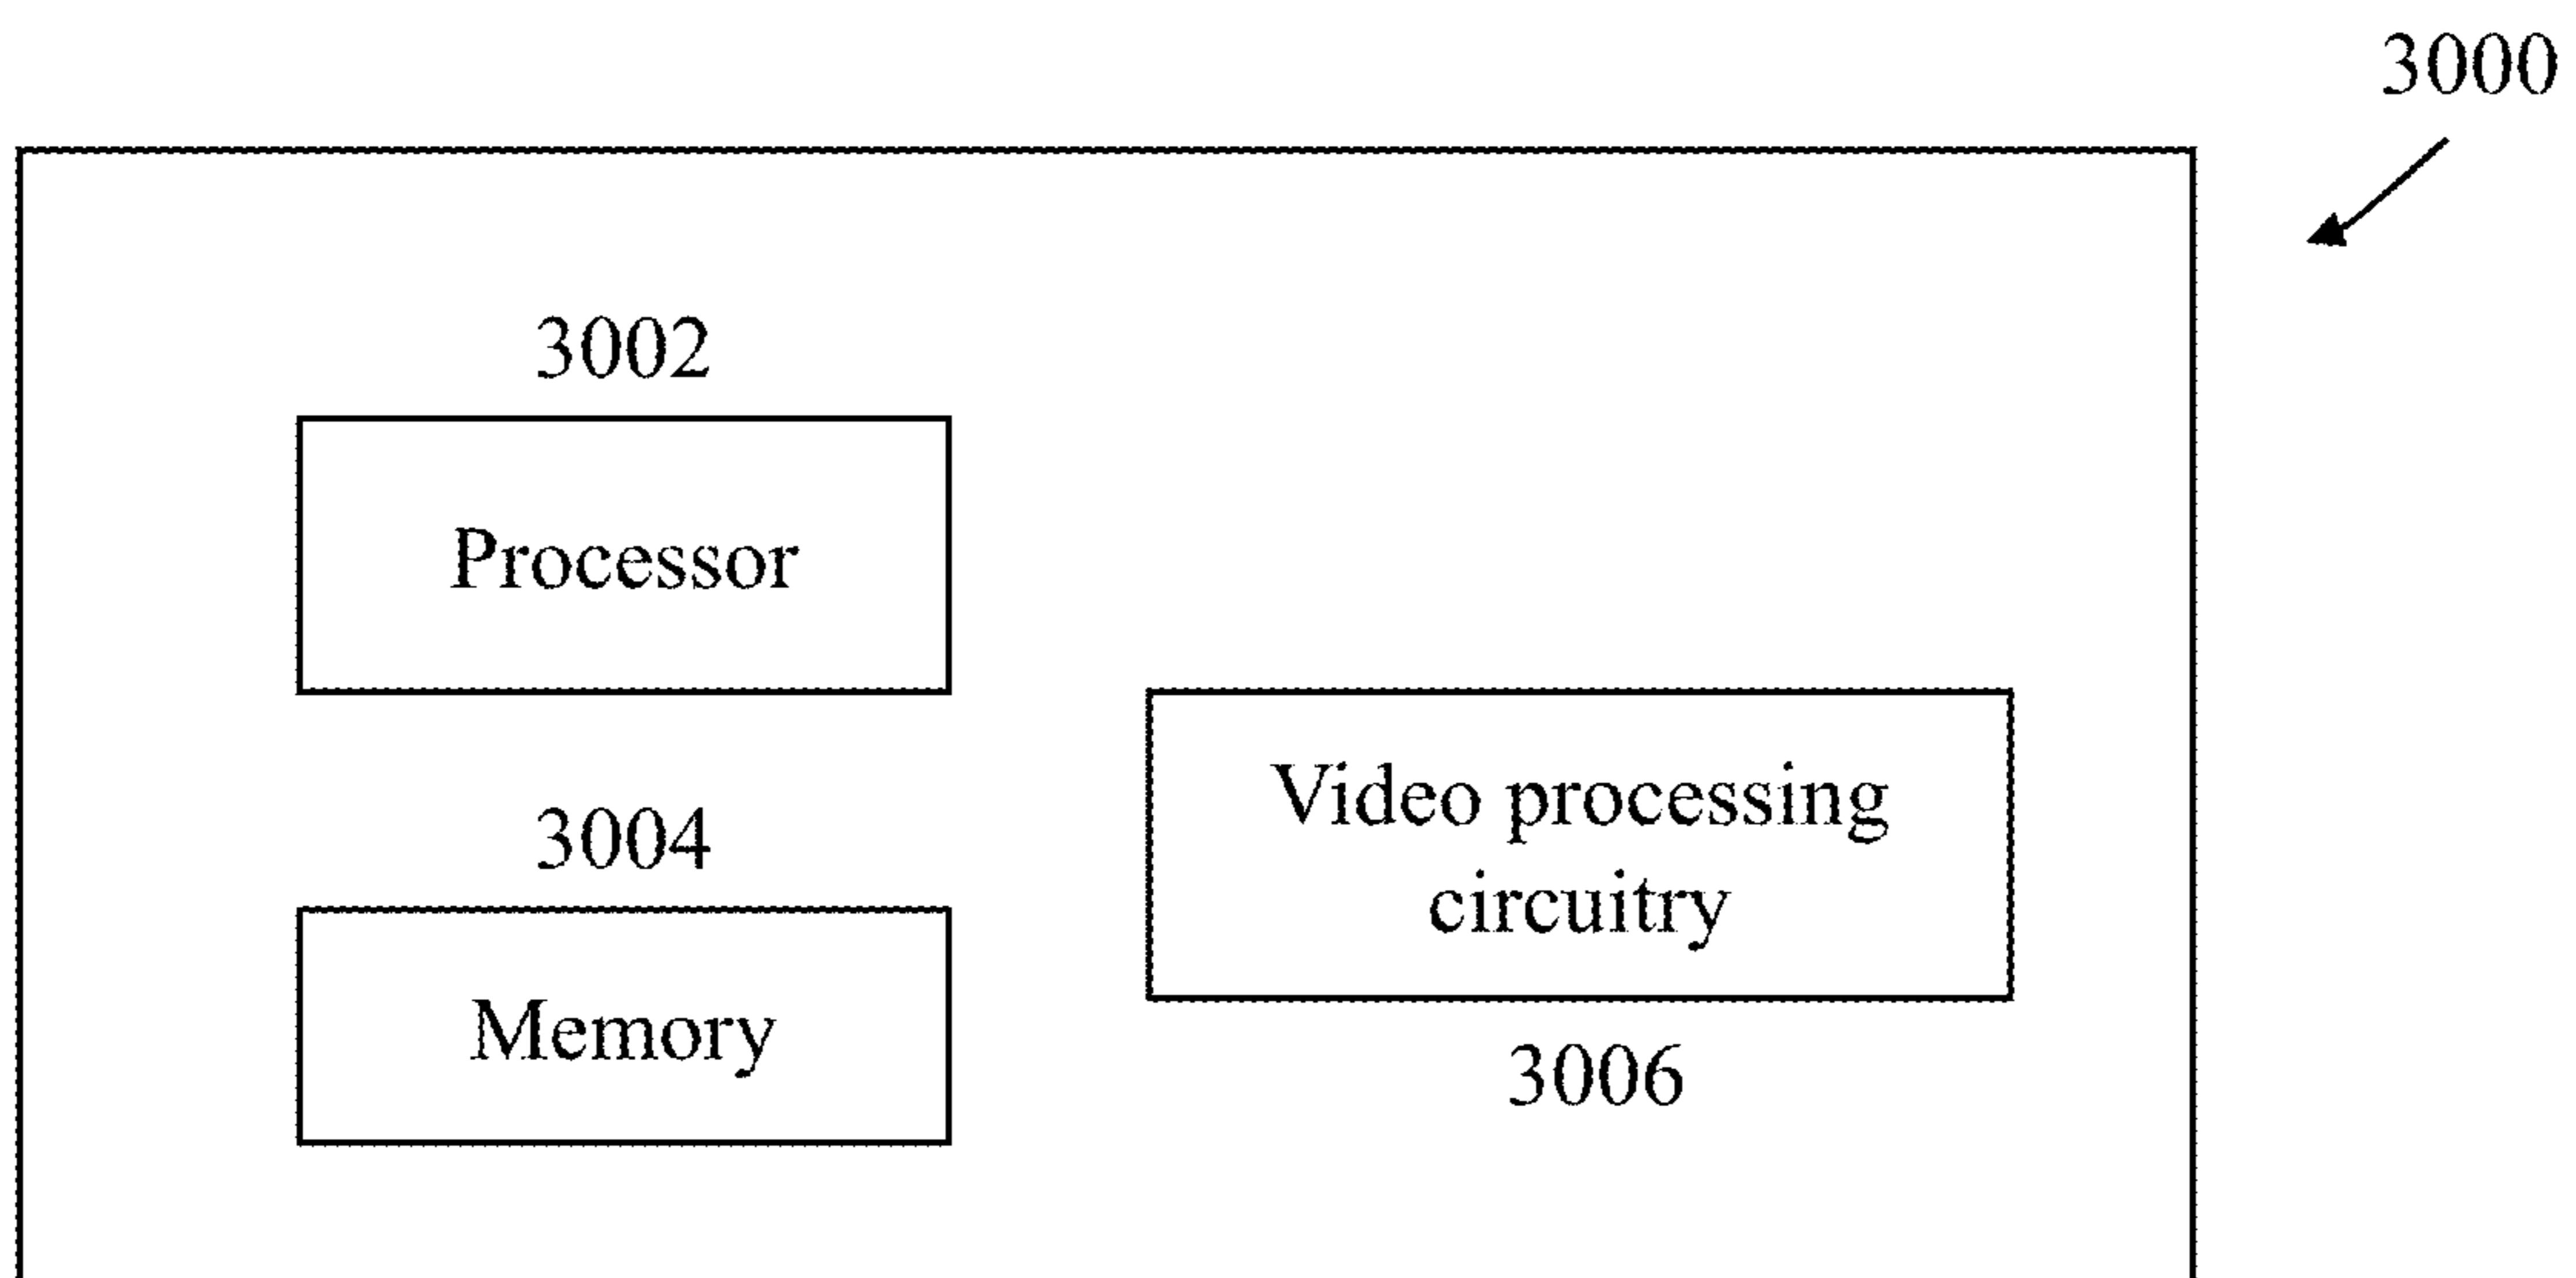 3000
3002
Processor
3004
Memory
Video processing
circuitry
3006